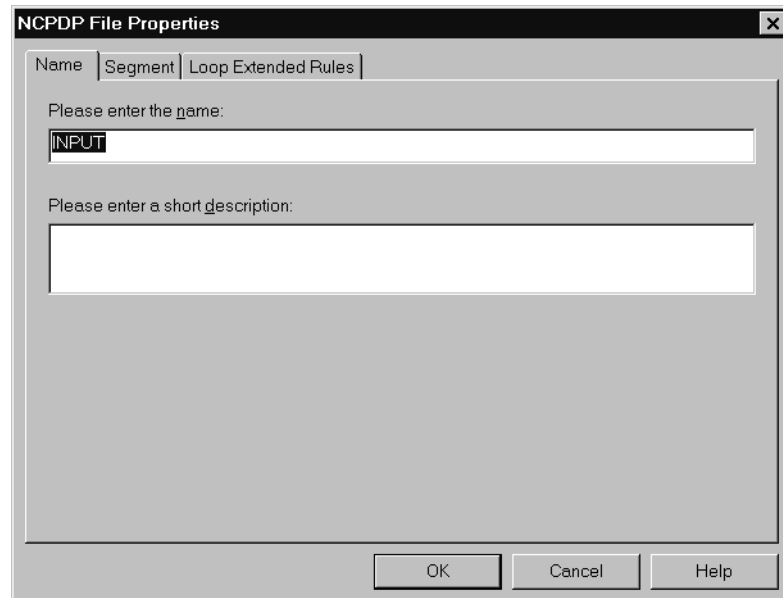 NCPDP File Properties
Name Segment Loop Extended Rules
Please enter the name:
INPUT
Please enter a short description:
OK Cancel Help